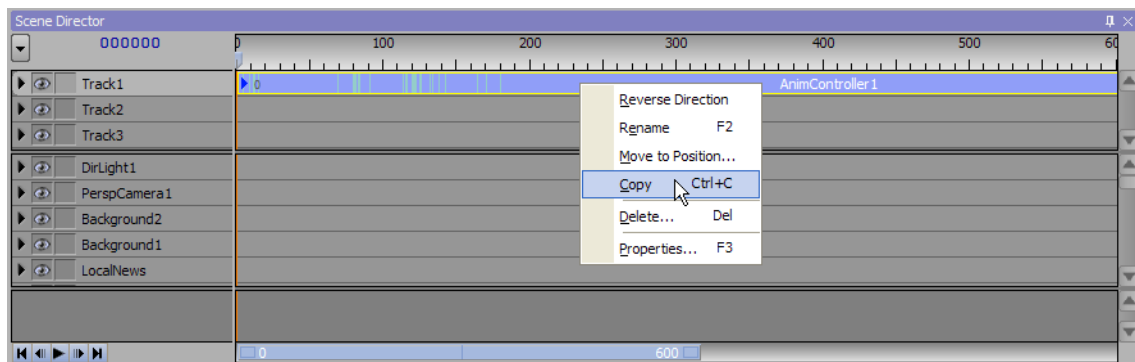 Scene Director
000000
0 100 200 300 400 500 60
Track1
0
AnimController1
Track2
Track3
DirLight1
PerspCamera1
Background2
Background1
LocalNews
Reverse Direction
Rename F2
Move to Position...
Copy Ctrl+C
Delete... Del
Properties... F3
0 600